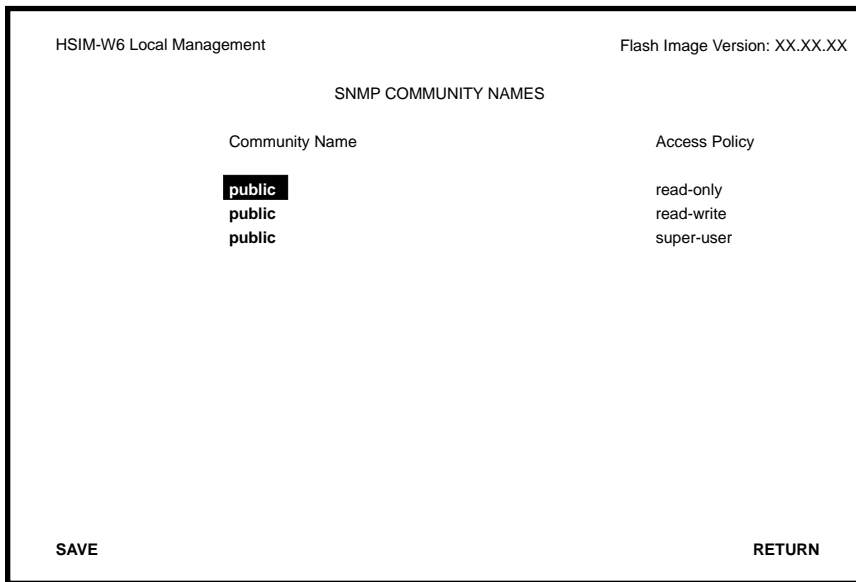 HSIM-W6 Local Management Flash Image Version: XX.XX.XX
SNMP COMMUNITY NAMES
Community Name Access Policy
public read-only
public read-write
public super-user
SAVE RETURN